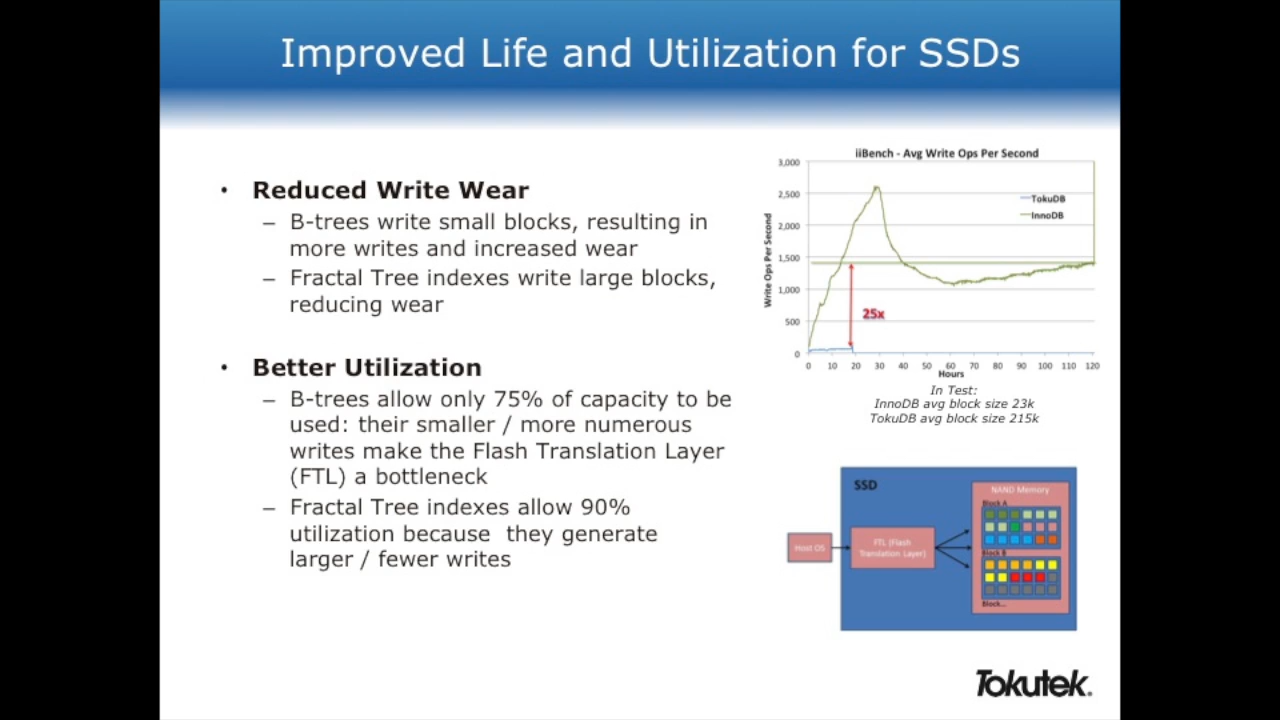 Improved Life and Utilization for SSDs
• Reduced Write Wear
– B-trees write small blocks, resulting in
more writes and increased wear
– Fractal Tree indexes write large blocks,
reducing wear
• Better Utilization
– B-trees allow only 75% of capacity to be
used: their smaller / more numerous
writes make the Flash Translation Layer
(FTL) a bottleneck
– Fractal Tree indexes allow 90%
utilization because  they generate
larger / fewer writes
iiBench - Avg Write Ops Per Second
3,000
2,500
2,000
1,500
1,000
500
0
Write Ops Per Second
TokuDB
InnoDB
25x
0 10 20 30 40 50 60 70 80 90 100 110 120
Hours
In Test:
InnoDB avg block size 23k
TokuDB avg block size 215k
SSD
NAND Memory
Block A
Host OS
FTL (Flash
Translation Layer)
Block B
Block...
Tokutek.